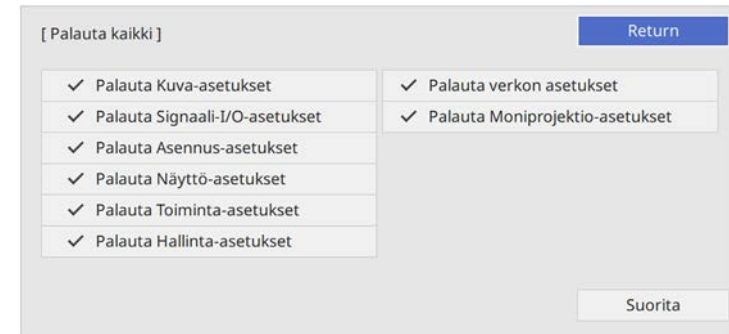 [ Palauta kaikki ]
Return
Palauta Kuva-asetukset
Palauta Signaali-I/O-asetukset
Palauta Asennus-asetukset
Palauta Näyttö-asetukset
Palauta Toiminta-asetukset
Palauta Hallinta-asetukset
Palauta verkon asetukset
Palauta Moniprojektio-asetukset
Suorita